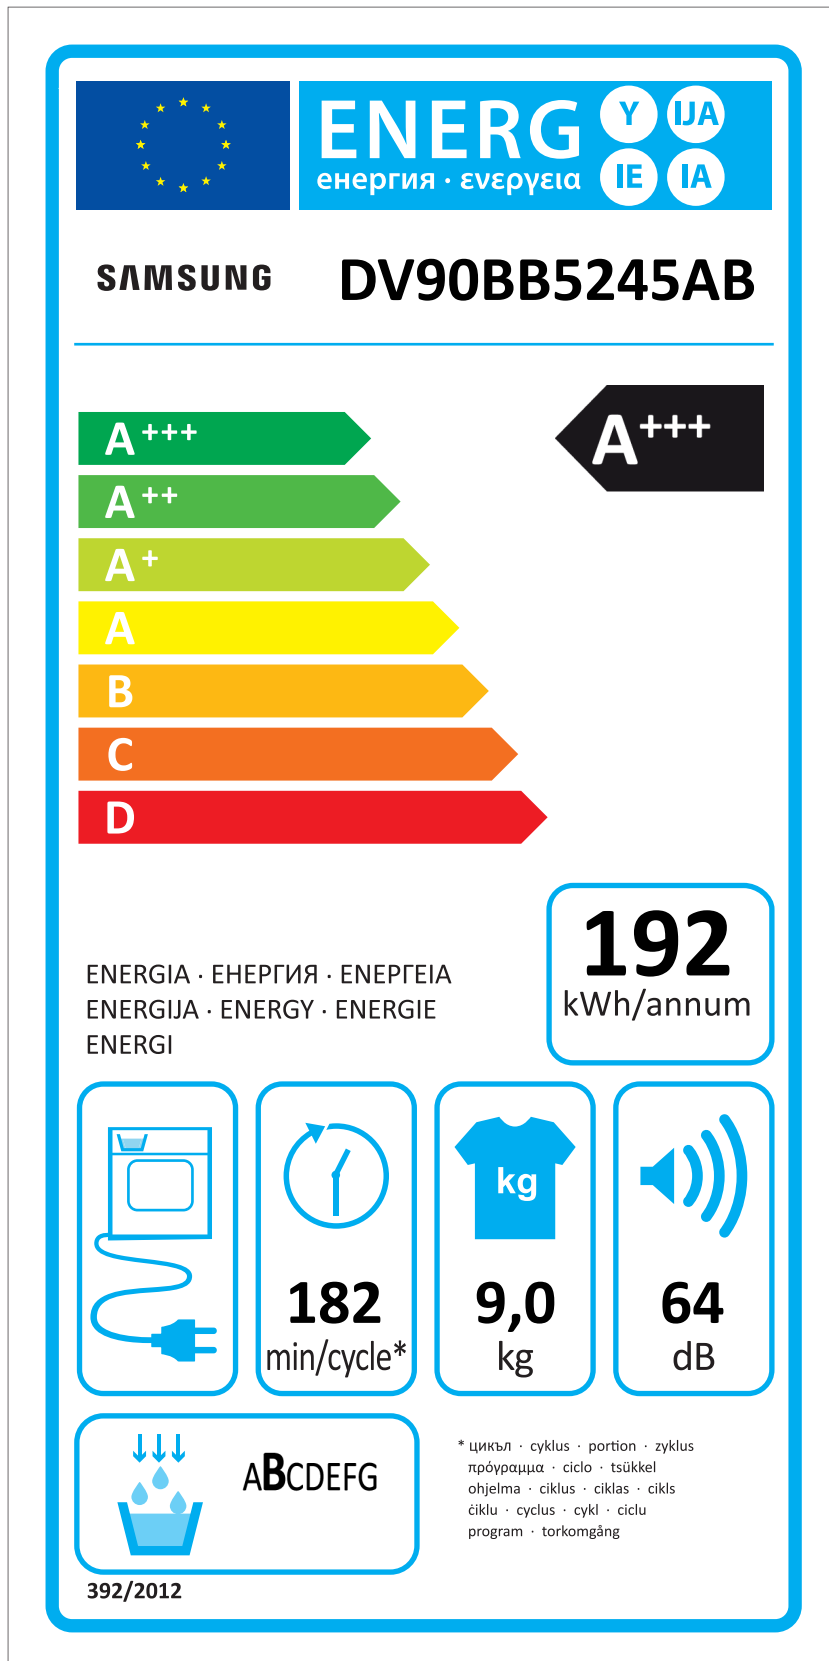 ENERG Y IJA
енергия · ενεργεια IE IA
SAMSUNG DV90BB5245AB
A+++
A+++
A++
A+
A
B
C
D
192
kWh/annum
ENERGIA · ЕНЕРГИЯ · ΕΝΕΡΓΕΙΑ
ENERGIJA · ENERGY · ENERGIE
ENERGI
182
min/cycle*
kg
9,0
kg
64
dB
ABCDEFG
* цикъл · cyklus · portion · zyklus
πρόγραμμα · ciclo · tsükkel
ohjelma · ciklus · ciklas · cikls
ċiklu · cyclus · cykl · ciclu
program · torkomgång
392/2012